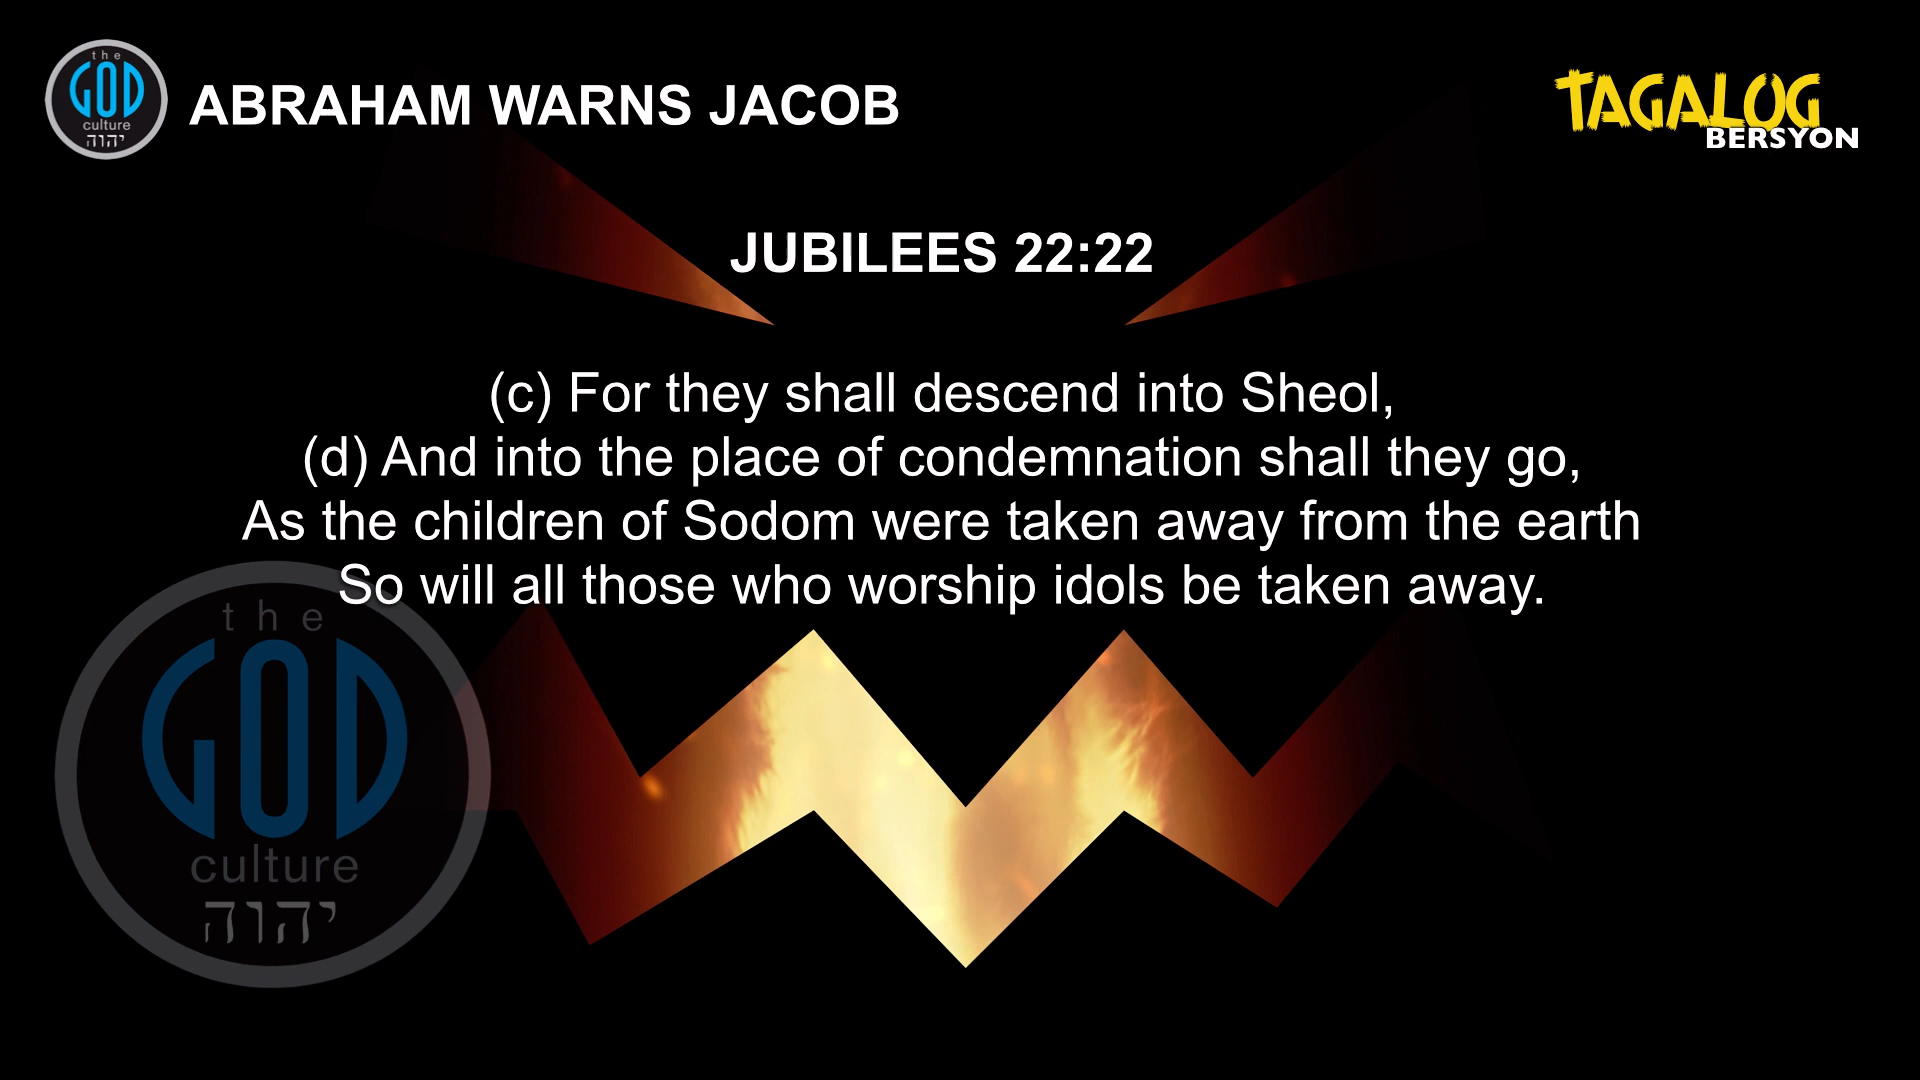 the
GOD
culture
יהוה
ABRAHAM WARNS JACOB
TAGALOG
BERSYON
JUBILEES 22:22
(c) For they shall descend into Sheol,
(d) And into the place of condemnation shall they go,
As the children of Sodom were taken away from the earth
So will all those who worship idols be taken away.
the
GOD
culture
יהוה